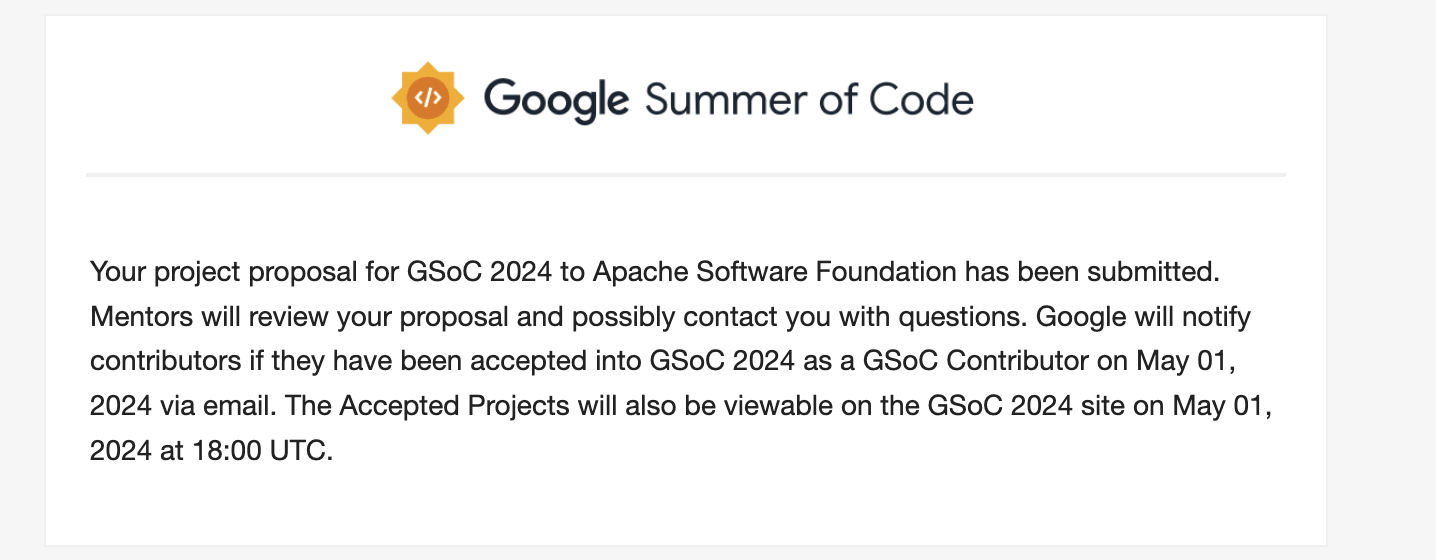 </> Google Summer of Code
Your project proposal for GSoC 2024 to Apache Software Foundation has been submitted.
Mentors will review your proposal and possibly contact you with questions. Google will notify
contributors if they have been accepted into GSoC 2024 as a GSoC Contributor on May 01,
2024 via email. The Accepted Projects will also be viewable on the GSoC 2024 site on May 01,
2024 at 18:00 UTC.